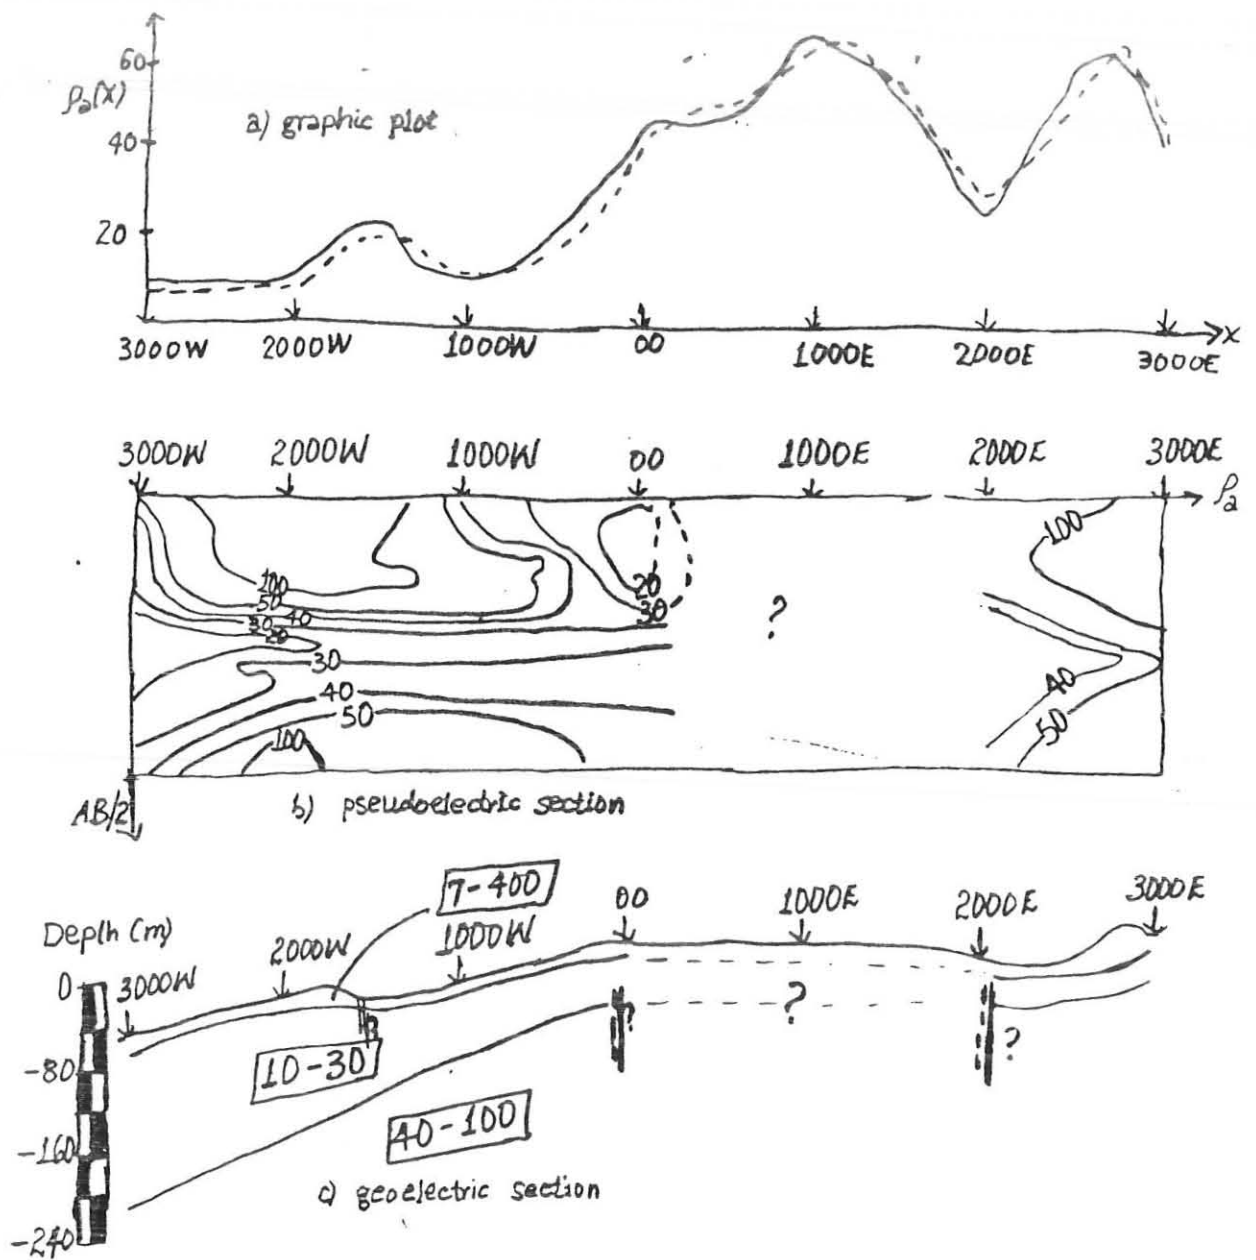 60
ρa(X)
a) graphic plot
40
20
3000W 2000W 1000W 00 1000E 2000E 3000E X
3000W 2000W 1000W 00 1000E 2000E 3000E ρa
100
100 20
50 40 30
30 20 ?
30
40 40
50 50
100
AB/2 b) pseudoelectric section
7-400 00 1000E 2000E 3000E
Depth (m) 2000W 1000W
0 3000W
? ? ?
10-30 ?
-80
40-100
-160
c) geoelectric section
-240